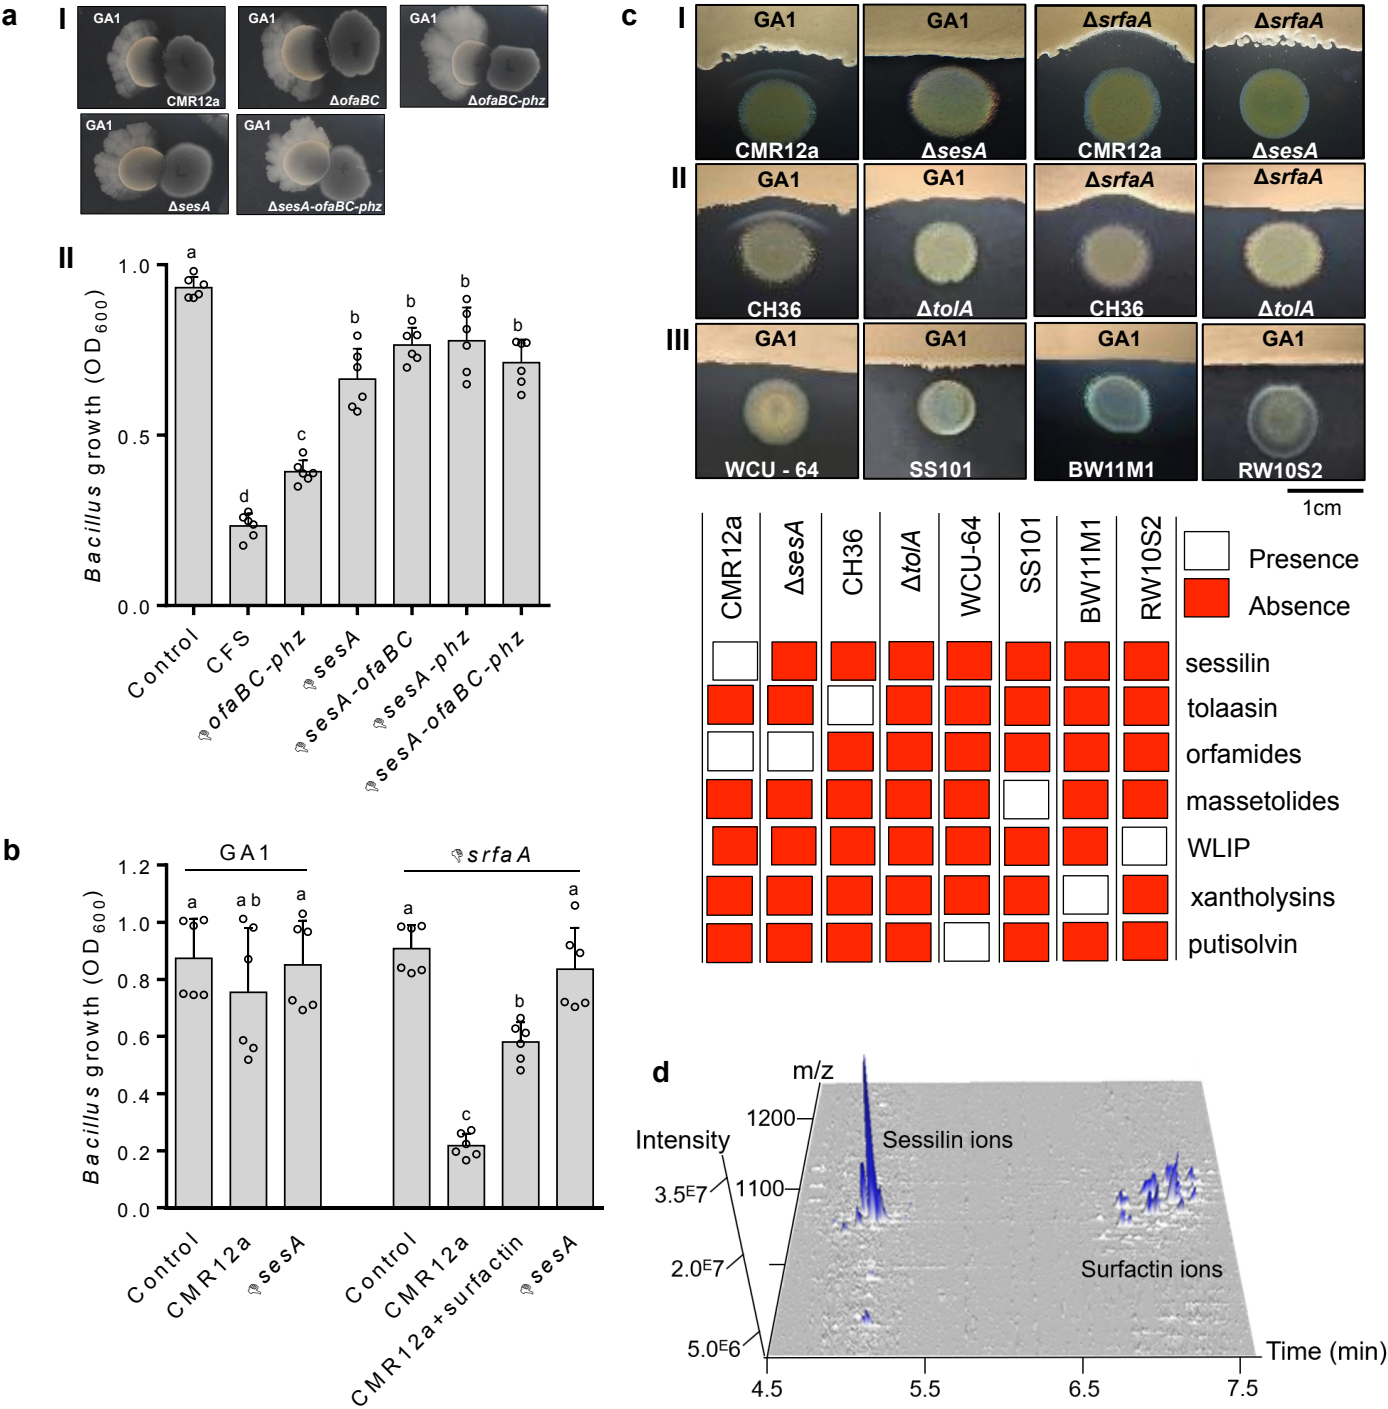 a
I
GA1
CMR12a
GA1
ΔofaBC
GA1
ΔofaBC-phz
GA1
ΔsesA
GA1
ΔsesA-ofaBC-phz
II
Bacillus growth (OD600)
1.0
0.5
0.0
a
d
c
b
b
b
b
Control
CFS
ofaBC-phz
sesA
sesA-ofaBC
sesA-phz
sesA-ofaBC-phz
b
Bacillus growth (OD600)
1.2
1.0
0.8
0.6
0.4
0.2
0.0
GA1
srfaA
a
a b
a
a
c
b
a
Control
CMR12a
sesA
Control
CMR12a
CMR12a+surfactin
sesA
c
I
GA1
CMR12a
GA1
ΔsesA
ΔsrfaA
CMR12a
ΔsrfaA
ΔsesA
II
GA1
CH36
GA1
ΔtolA
ΔsrfaA
CH36
ΔsrfaA
ΔtolA
III
GA1
WCU - 64
GA1
SS101
GA1
BW11M1
GA1
RW10S2
1cm
CMR12a
ΔsesA
CH36
ΔtolA
WCU-64
SS101
BW11M1
RW10S2
Presence
Absence
sessilin
tolaasin
orfamides
massetolides
WLIP
xantholysins
putisolvin
d
m/z
1200
1100
Intensity
3.5E7
2.0E7
5.0E6
Sessilin ions
Surfactin ions
4.5
5.5
6.5
7.5
Time (min)